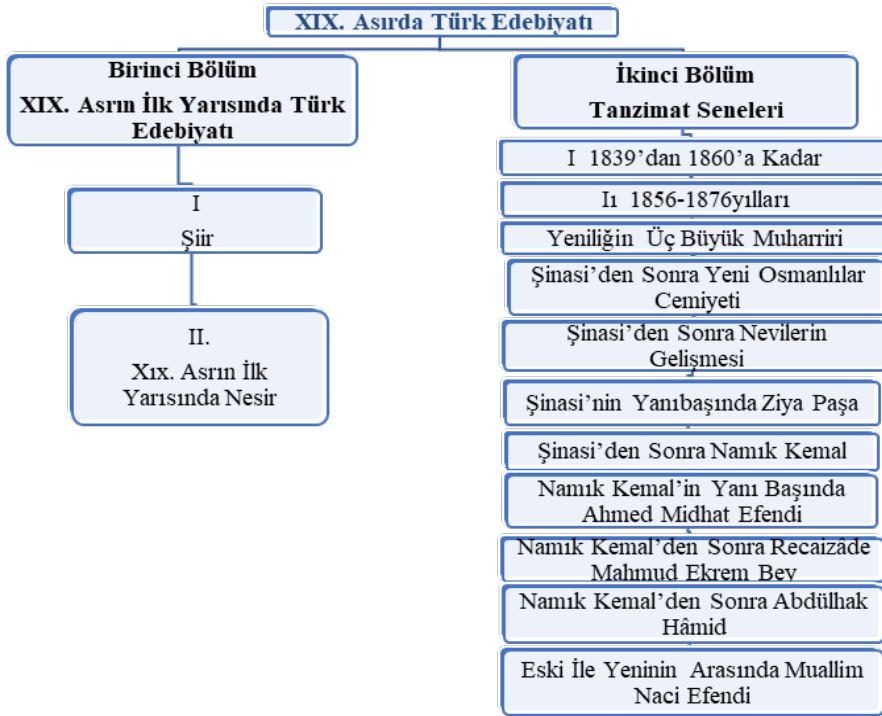 XIX. Asırda Türk Edebiyatı
Birinci Bölüm
XIX. Asrın İlk Yarısında Türk
Edebiyatı
I
Şiir
II.
Xıx. Asrın İlk
Yarısında Nesir
İkinci Bölüm
Tanzimat Seneleri
I 1839’dan 1860’a Kadar
Iı 1856-1876yılları
Yeniliğin Üç Büyük Muharriri
Şinasi’den Sonra Yeni Osmanlılar
Cemiyeti
Şinasi’den Sonra Nevilerin
Gelişmesi
Şinasi’nin Yanıbaşında Ziya Paşa
Şinasi’den Sonra Namık Kemal
Namık Kemal’in Yanı Başında
Ahmed Midhat Efendi
Namık Kemal’den Sonra Recaizâde
Mahmud Ekrem Bey
Namık Kemal’den Sonra Abdülhak
Hâmid
Eski İle Yeninin Arasında Muallim
Naci Efendi